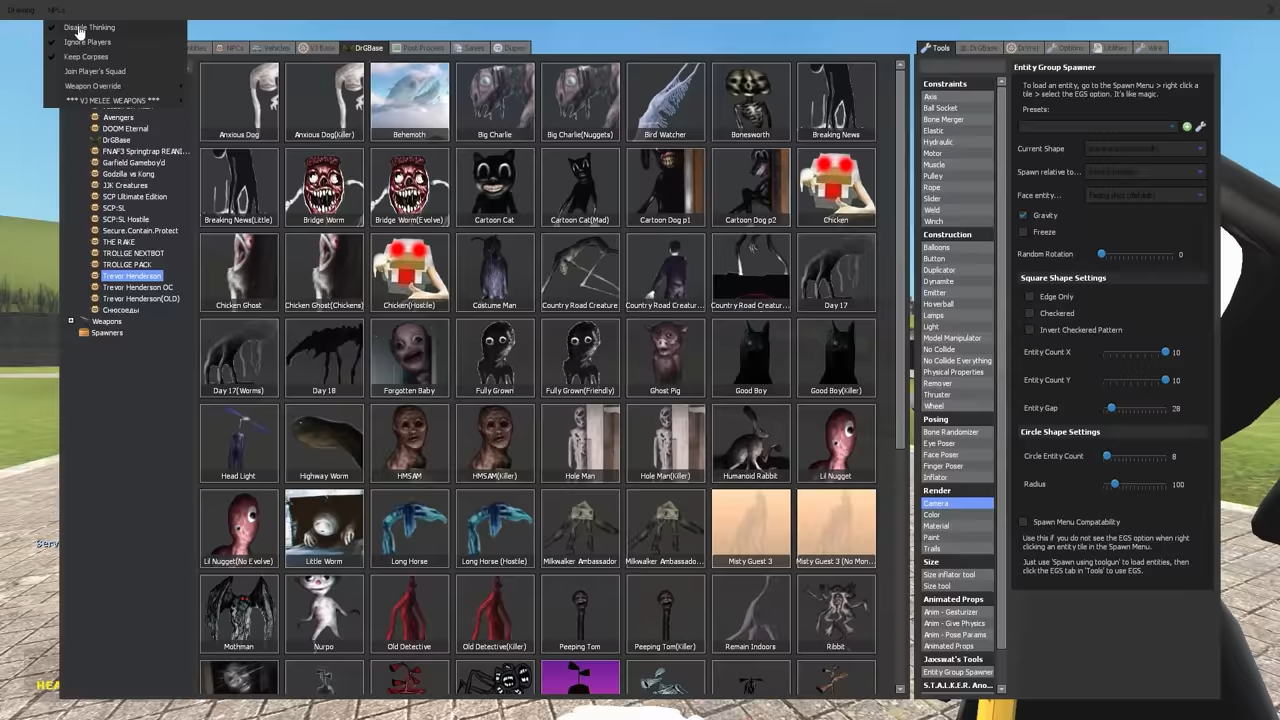 Drawing NPCs
Disable Thinking
Ignore Players
Keep Corpses
Join Player's Squad
Weapon Override
*** VJ MELEE WEAPONS ***
NPCs
Vehicles
VJ Base
DrGBase
Post Process
Saves
Dupes
Avengers
DOOM Eternal
DrGBase
FNAF3 Springtrap REANI...
Garfield Gameboy'd
Godzilla vs Kong
JJK Creatures
SCP Ultimate Edition
SCP-SL
SCP:SL Hostile
Secure.Contain.Protect
THE RAKE
TROLLGE NEXTBOT
TROLLGE PACK
Trevor Henderson
Trevor Henderson OC
Trevor Henderson(OLD)
Сносоеды
Weapons
Spawners
Anxious Dog
Anxious Dog(Killer)
Behemoth
Big Charlie
Big Charlie(Nuggets)
Bird Watcher
Bonesworth
Breaking News
Breaking News(Little)
Bridge Worm
Bridge Worm(Evolve)
Cartoon Cat
Cartoon Cat(Mad)
Cartoon Dog p1
Cartoon Dog p2
Chicken
Chicken Ghost
Chicken Ghost(Chickens)
Chicken(Hostile)
Costume Man
Country Road Creature
Country Road Creatur...
Country Road Creatur...
Day 17
Day 17(Worms)
Day 18
Forgotten Baby
Fully Grown
Fully Grown(Friendly)
Ghost Pig
Good Boy
Good Boy(Killer)
Head Light
Highway Worm
HMSAM
HMSAM(Killer)
Hole Man
Hole Man(Killer)
Humanoid Rabbit
Lil Nugget
Lil Nugget(No Evolve)
Little Worm
Long Horse
Long Horse (Hostile)
Milkwalker Ambassador
Milkwalker Ambassado...
Misty Guest 3
Misty Guest 3 (No Mon...
Mothman
Nurpo
Old Detective
Old Detective(Killer)
Peeping Tom
Peeping Tom(Killer)
Remain Indoors
Ribbit
Tools
DrGBase
DrVrej
Options
Utilities
Wire
Constraints
Axis
Ball Socket
Bone Merger
Elastic
Hydraulic
Motor
Muscle
Pulley
Rope
Slider
Weld
Winch
Construction
Balloons
Button
Duplicator
Dynamite
Emitter
Hoverball
Lamps
Light
Model Manipulator
No Collide
No Collide Everything
Physical Properties
Remover
Thruster
Wheel
Posing
Bone Randomizer
Eye Poser
Face Poser
Finger Poser
Inflator
Render
Camera
Color
Material
Paint
Trails
Size
Size inflator tool
Size tool
Animated Props
Anim - Gesturizer
Anim - Give Physics
Anim - Pose Params
Animated Props
Jaxswat's Tools
Entity Group Spawner
S.T.A.L.K.E.R. Ano...
Entity Group Spawner
To load an entity, go to the Spawn Menu > right click a
tile > select the EGS option. It's like magic.
Presets:
Current Shape
Spawn relative to...
Face entity...
Gravity
Freeze
Random Rotation 0
Square Shape Settings
Edge Only
Checkered
Invert Checkered Pattern
Entity Count X 10
Entity Count Y 10
Entity Gap 28
Circle Shape Settings
Circle Entity Count 8
Radius 100
Spawn Menu Compatability
Use this if you do not see the EGS option when right
clicking an entity tile in the Spawn Menu.
Just use 'Spawn using toolgun' to load entities, then
click the EGS tab in 'Tools' to use EGS.